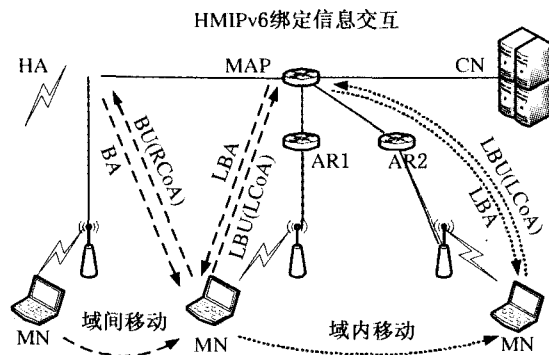 HMIPv6绑定信息交互
HA
MAP
CN
BU(RCoA)
BA
LBA
LBU(LCoA)
AR1
AR2
LBU(LCoA)
LBA
MN
域间移动
MN
域内移动
MN